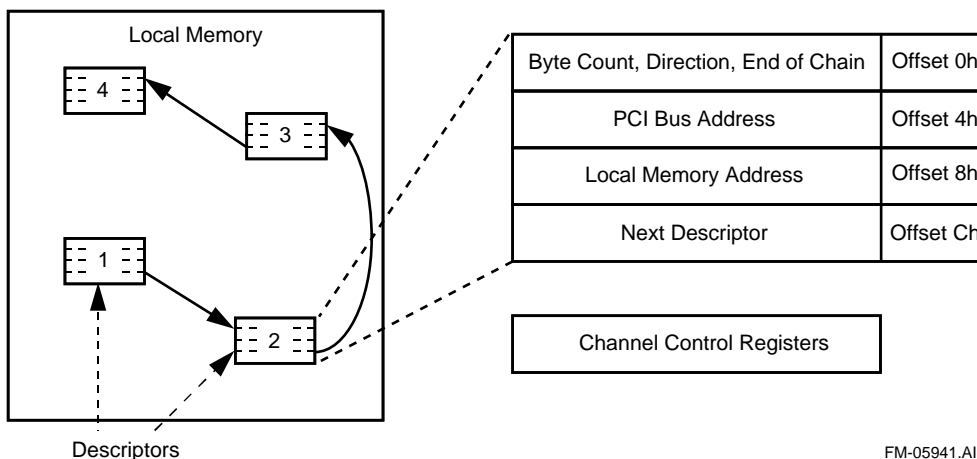 Local Memory
4
3
1
2
Descriptors
Byte Count, Direction, End of Chain Offset 0h
PCI Bus Address Offset 4h
Local Memory Address Offset 8h
Next Descriptor Offset Ch
Channel Control Registers
FM-05941.AI